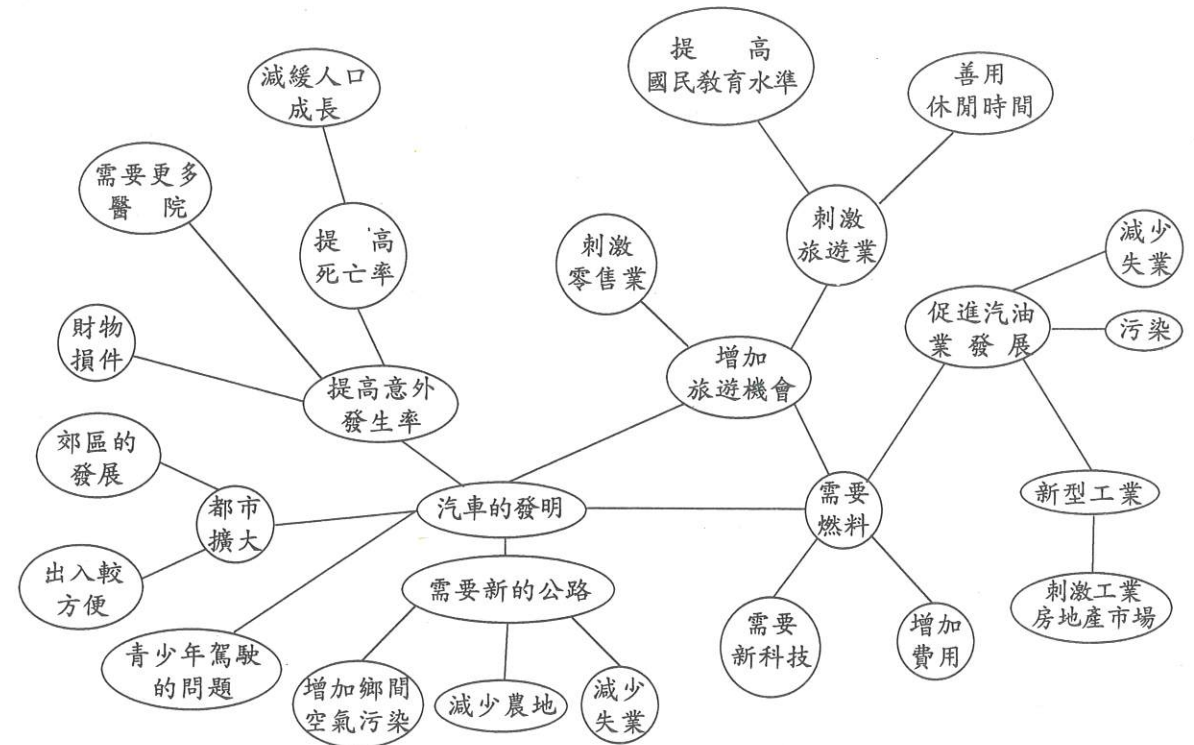 提　高
國民教育水準
減緩人口
成長
善用
休閒時間
需要更多
醫　院
刺激
旅遊業
提　高
死亡率
減少
失業
刺激
零售業
促進汽油
業發展
財物
損件
污染
增加
旅遊機會
提高意外
發生率
郊區的
發展
都市
擴大
汽車的發明
需要
燃料
新型工業
出入較
方便
需要新的公路
刺激工業
房地產市場
需要
新科技
增加
費用
青少年駕駛
的問題
增加鄉間
空氣污染
減少農地
減少
失業